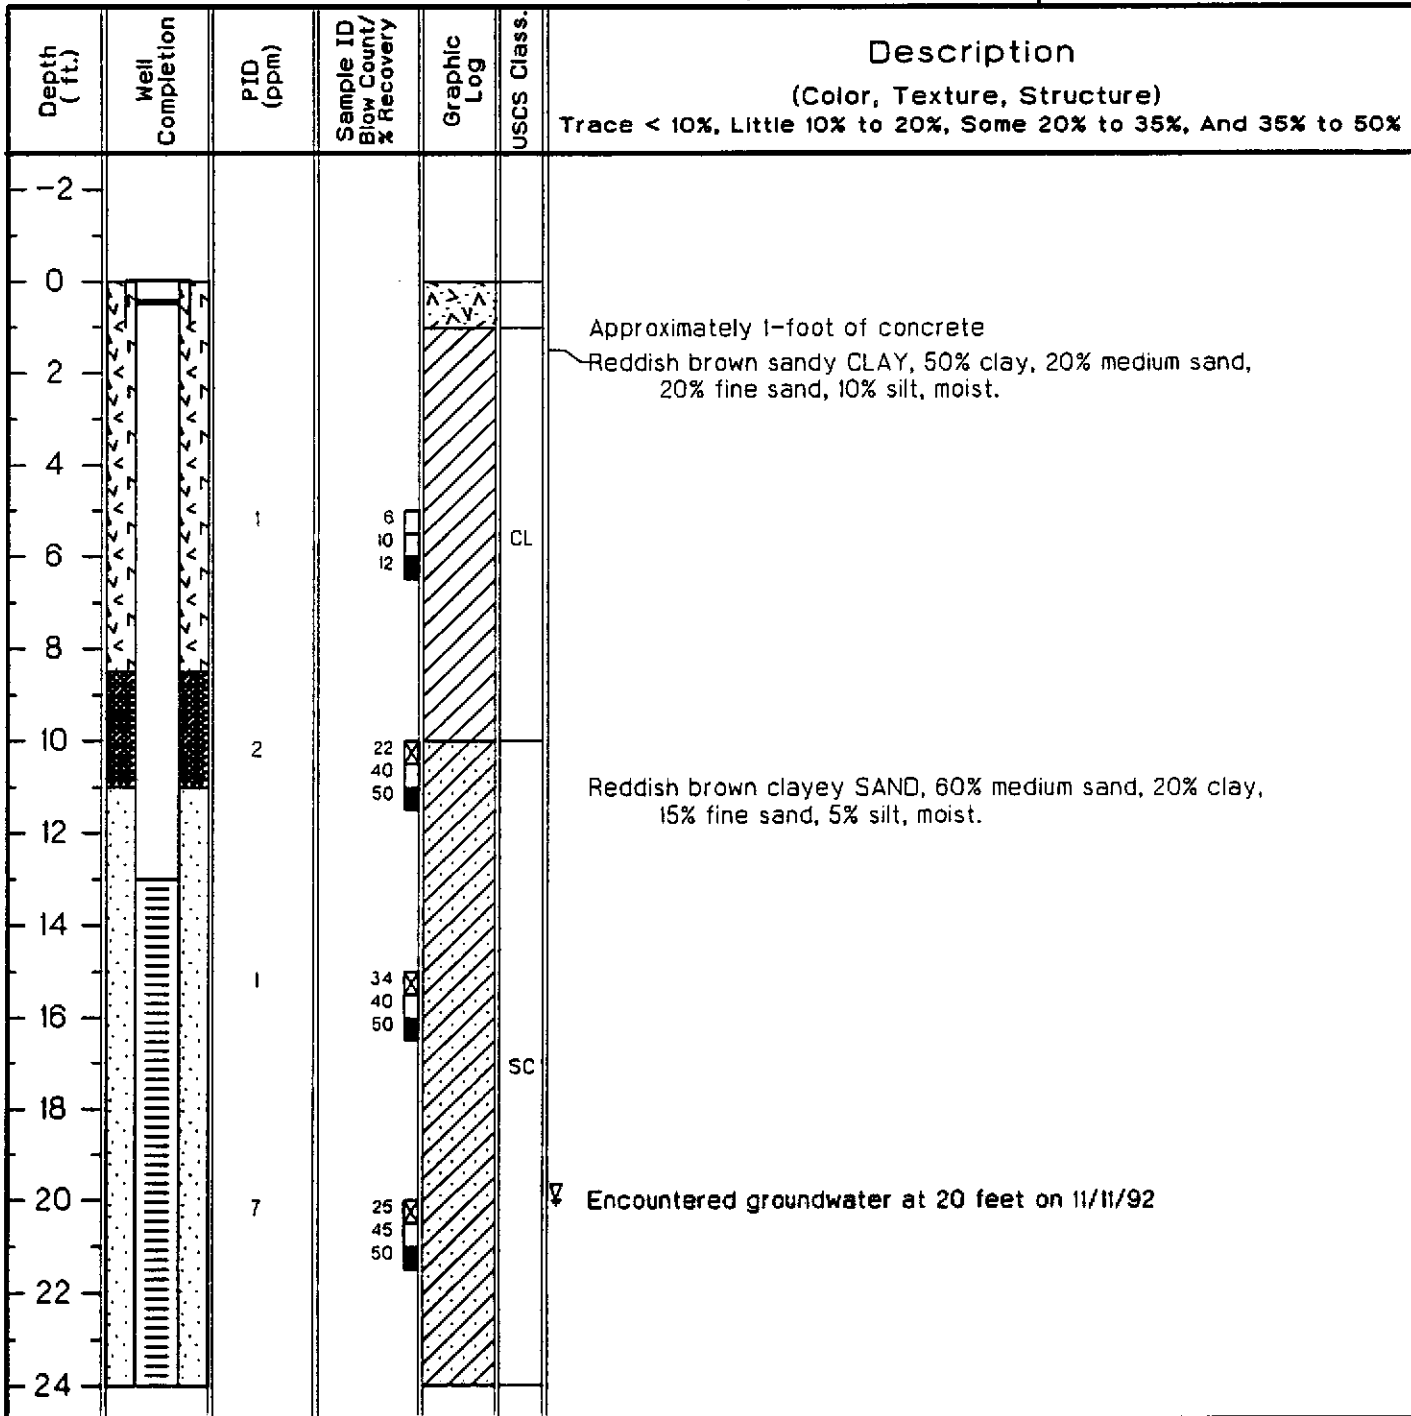 Depth (ft.)
Well Completion
PID (ppm)
Sample ID Blow Count/ % Recovery
Graphic Log
USCS Class.
Description
(Color, Texture, Structure)
Trace < 10%, Little 10% to 20%, Some 20% to 35%, And 35% to 50%
-2
0
Approximately 1-foot of concrete
2
Reddish brown sandy CLAY, 50% clay, 20% medium sand,
20% fine sand, 10% silt, moist.
4
1
6
10
CL
6
12
8
10
2
22
40
50
Reddish brown clayey SAND, 60% medium sand, 20% clay,
15% fine sand, 5% silt, moist.
12
14
1
34
40
16
50
SC
18
20
7
25
Encountered groundwater at 20 feet on 11/11/92
45
50
22
24